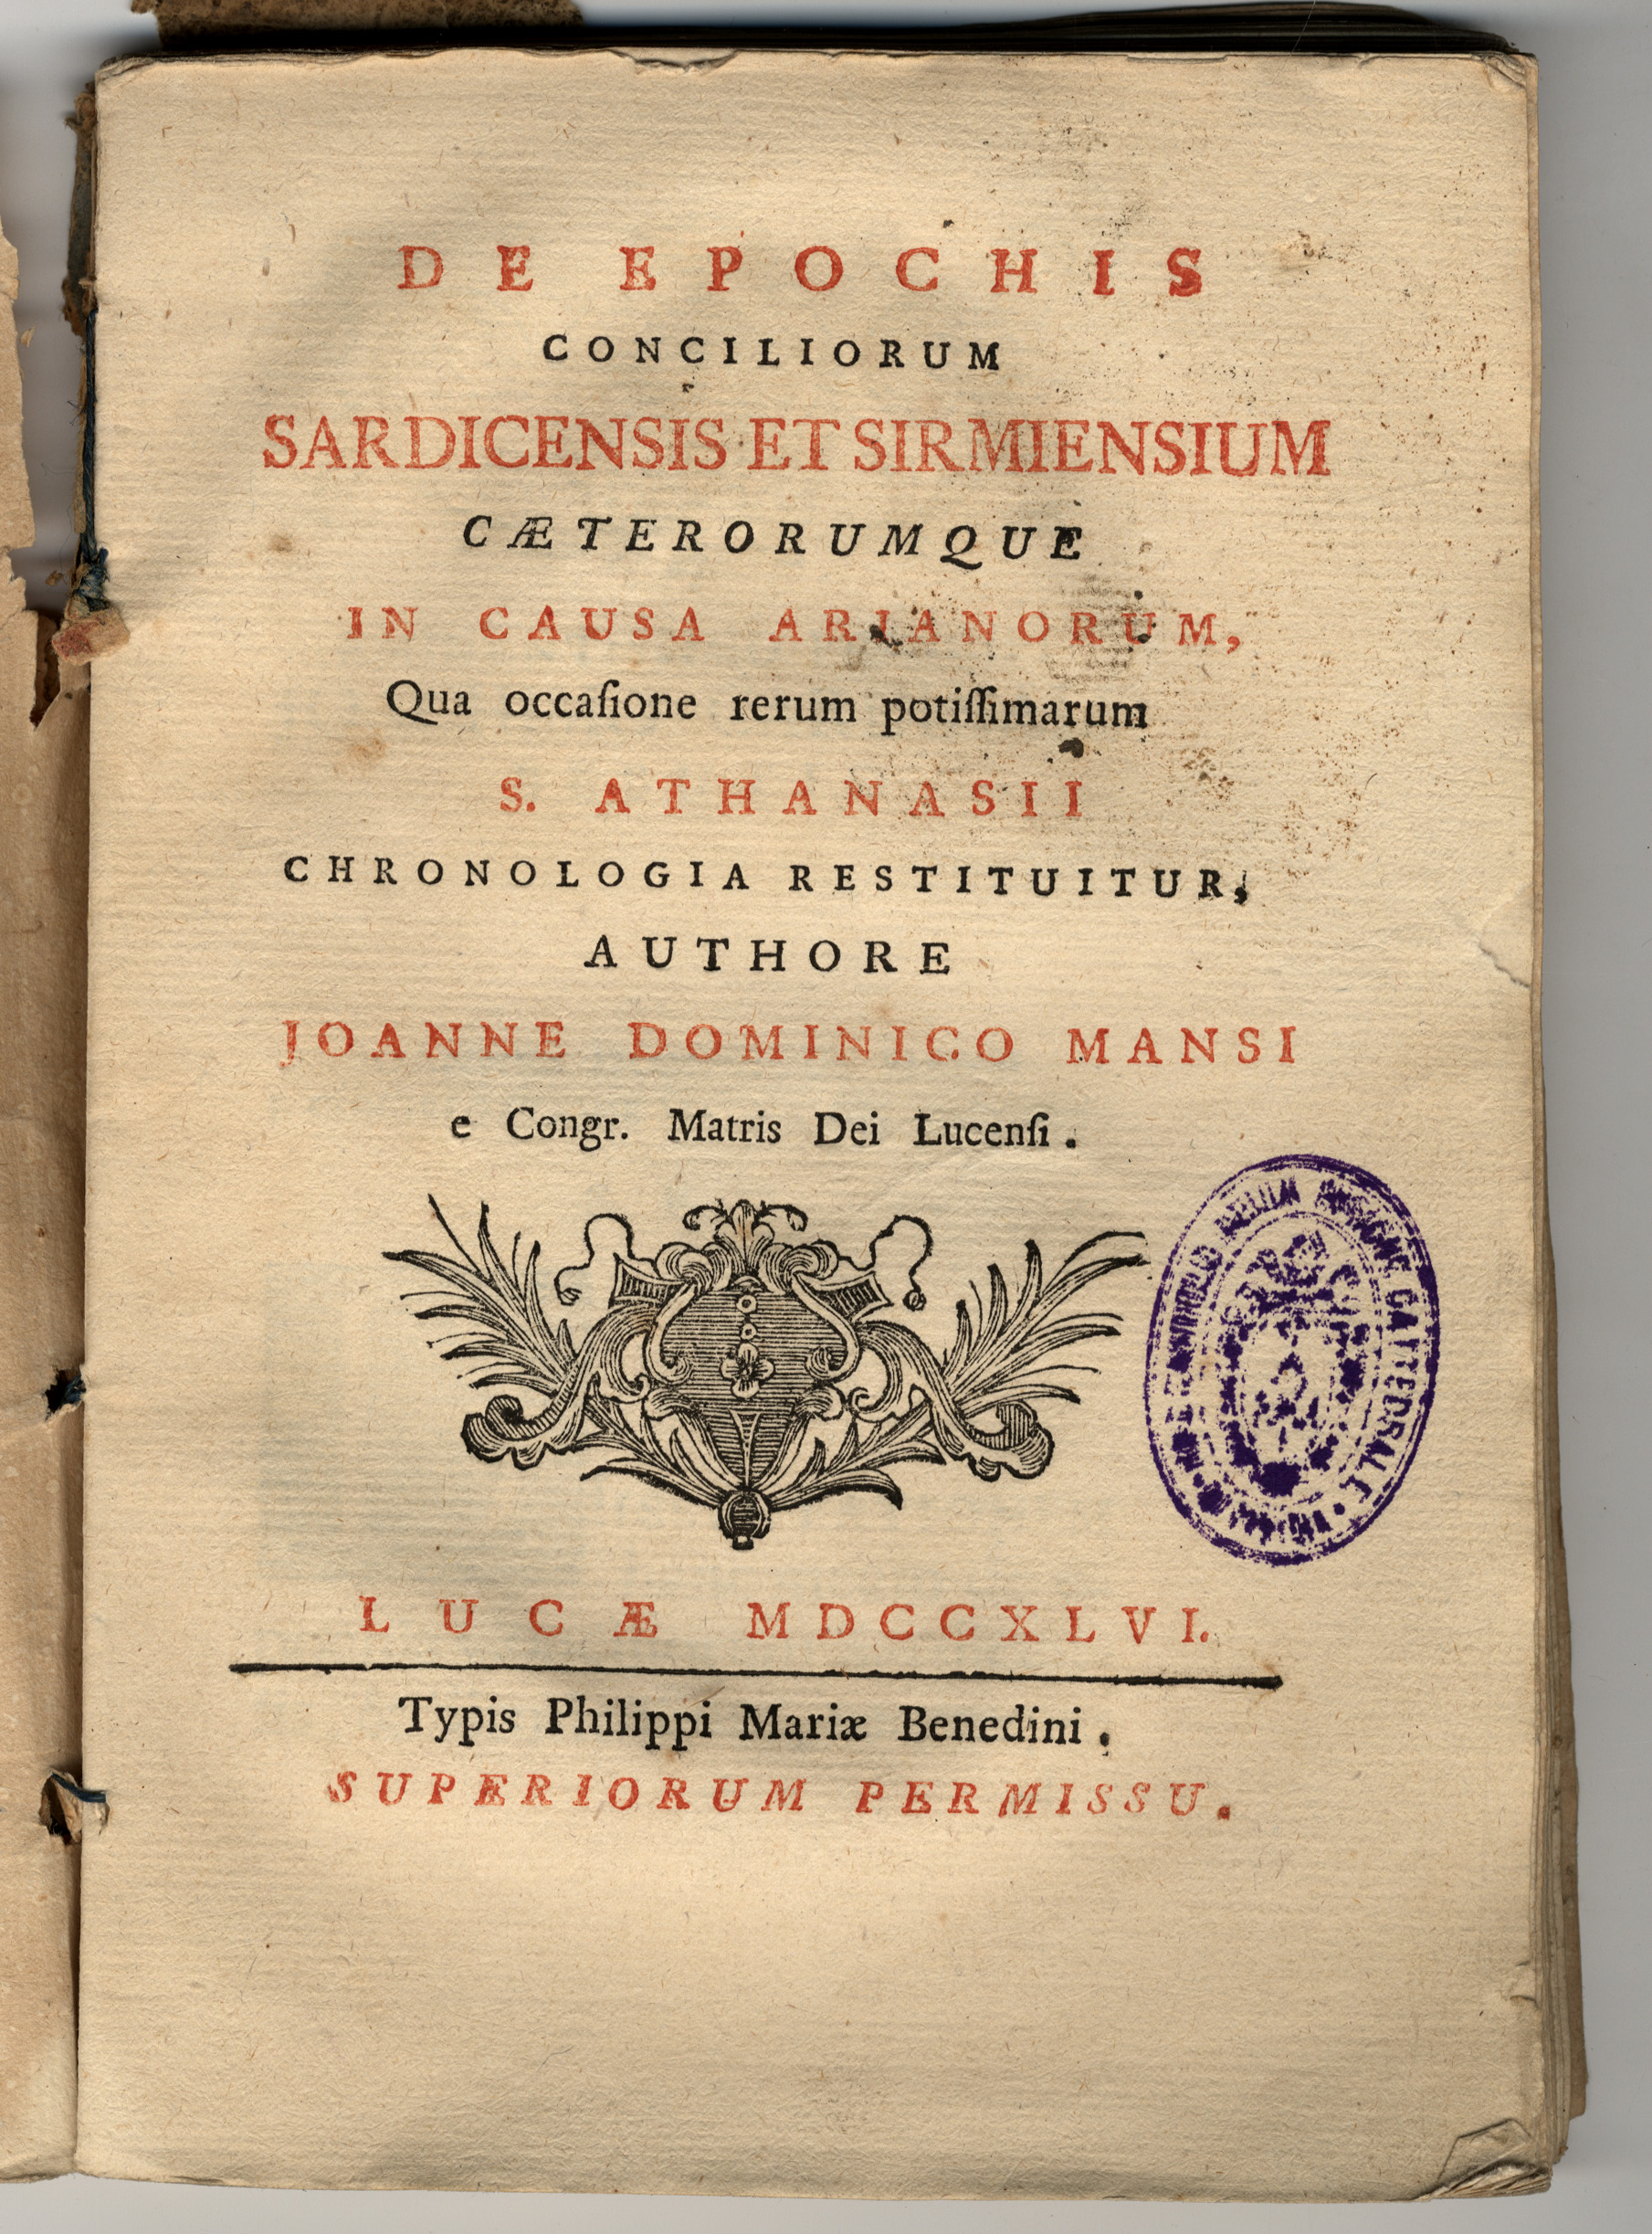 DE EPOCHIS
CONCILIORUM
SARDICENSIS ET SIRMIENSIUM
CÆTERORUMQUE
IN CAUSA ARIANORUM,
Qua occaſione rerum potiſſimarum
S. ATHANASII
CHRONOLOGIA RESTITUITUR,
AUTHORE
JOANNE DOMINICO MANSI
e Congr. Matris Dei Lucenſi.
CATTEDRALE
LUCÆ MDCCXLVI.
Typis Philippi Mariæ Benedini.
SUPERIORUM PERMISSU.